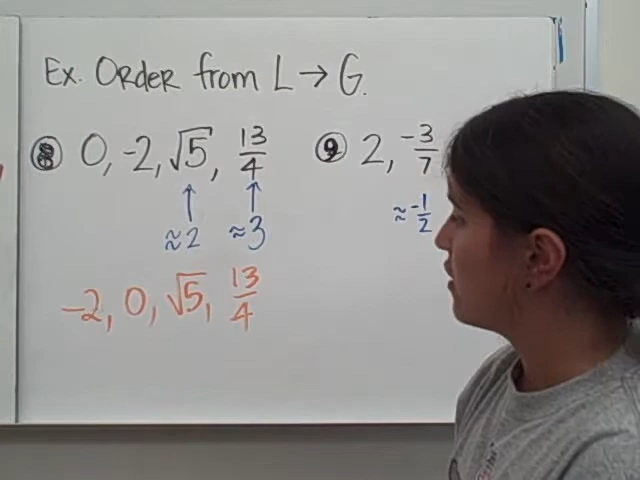 Ex. Order from L → G.
⑧ 0, -2, √5, 13/4
≈2 ≈3
-2, 0, √5, 13/4
⑨ 2, -3/7
≈ -1/2